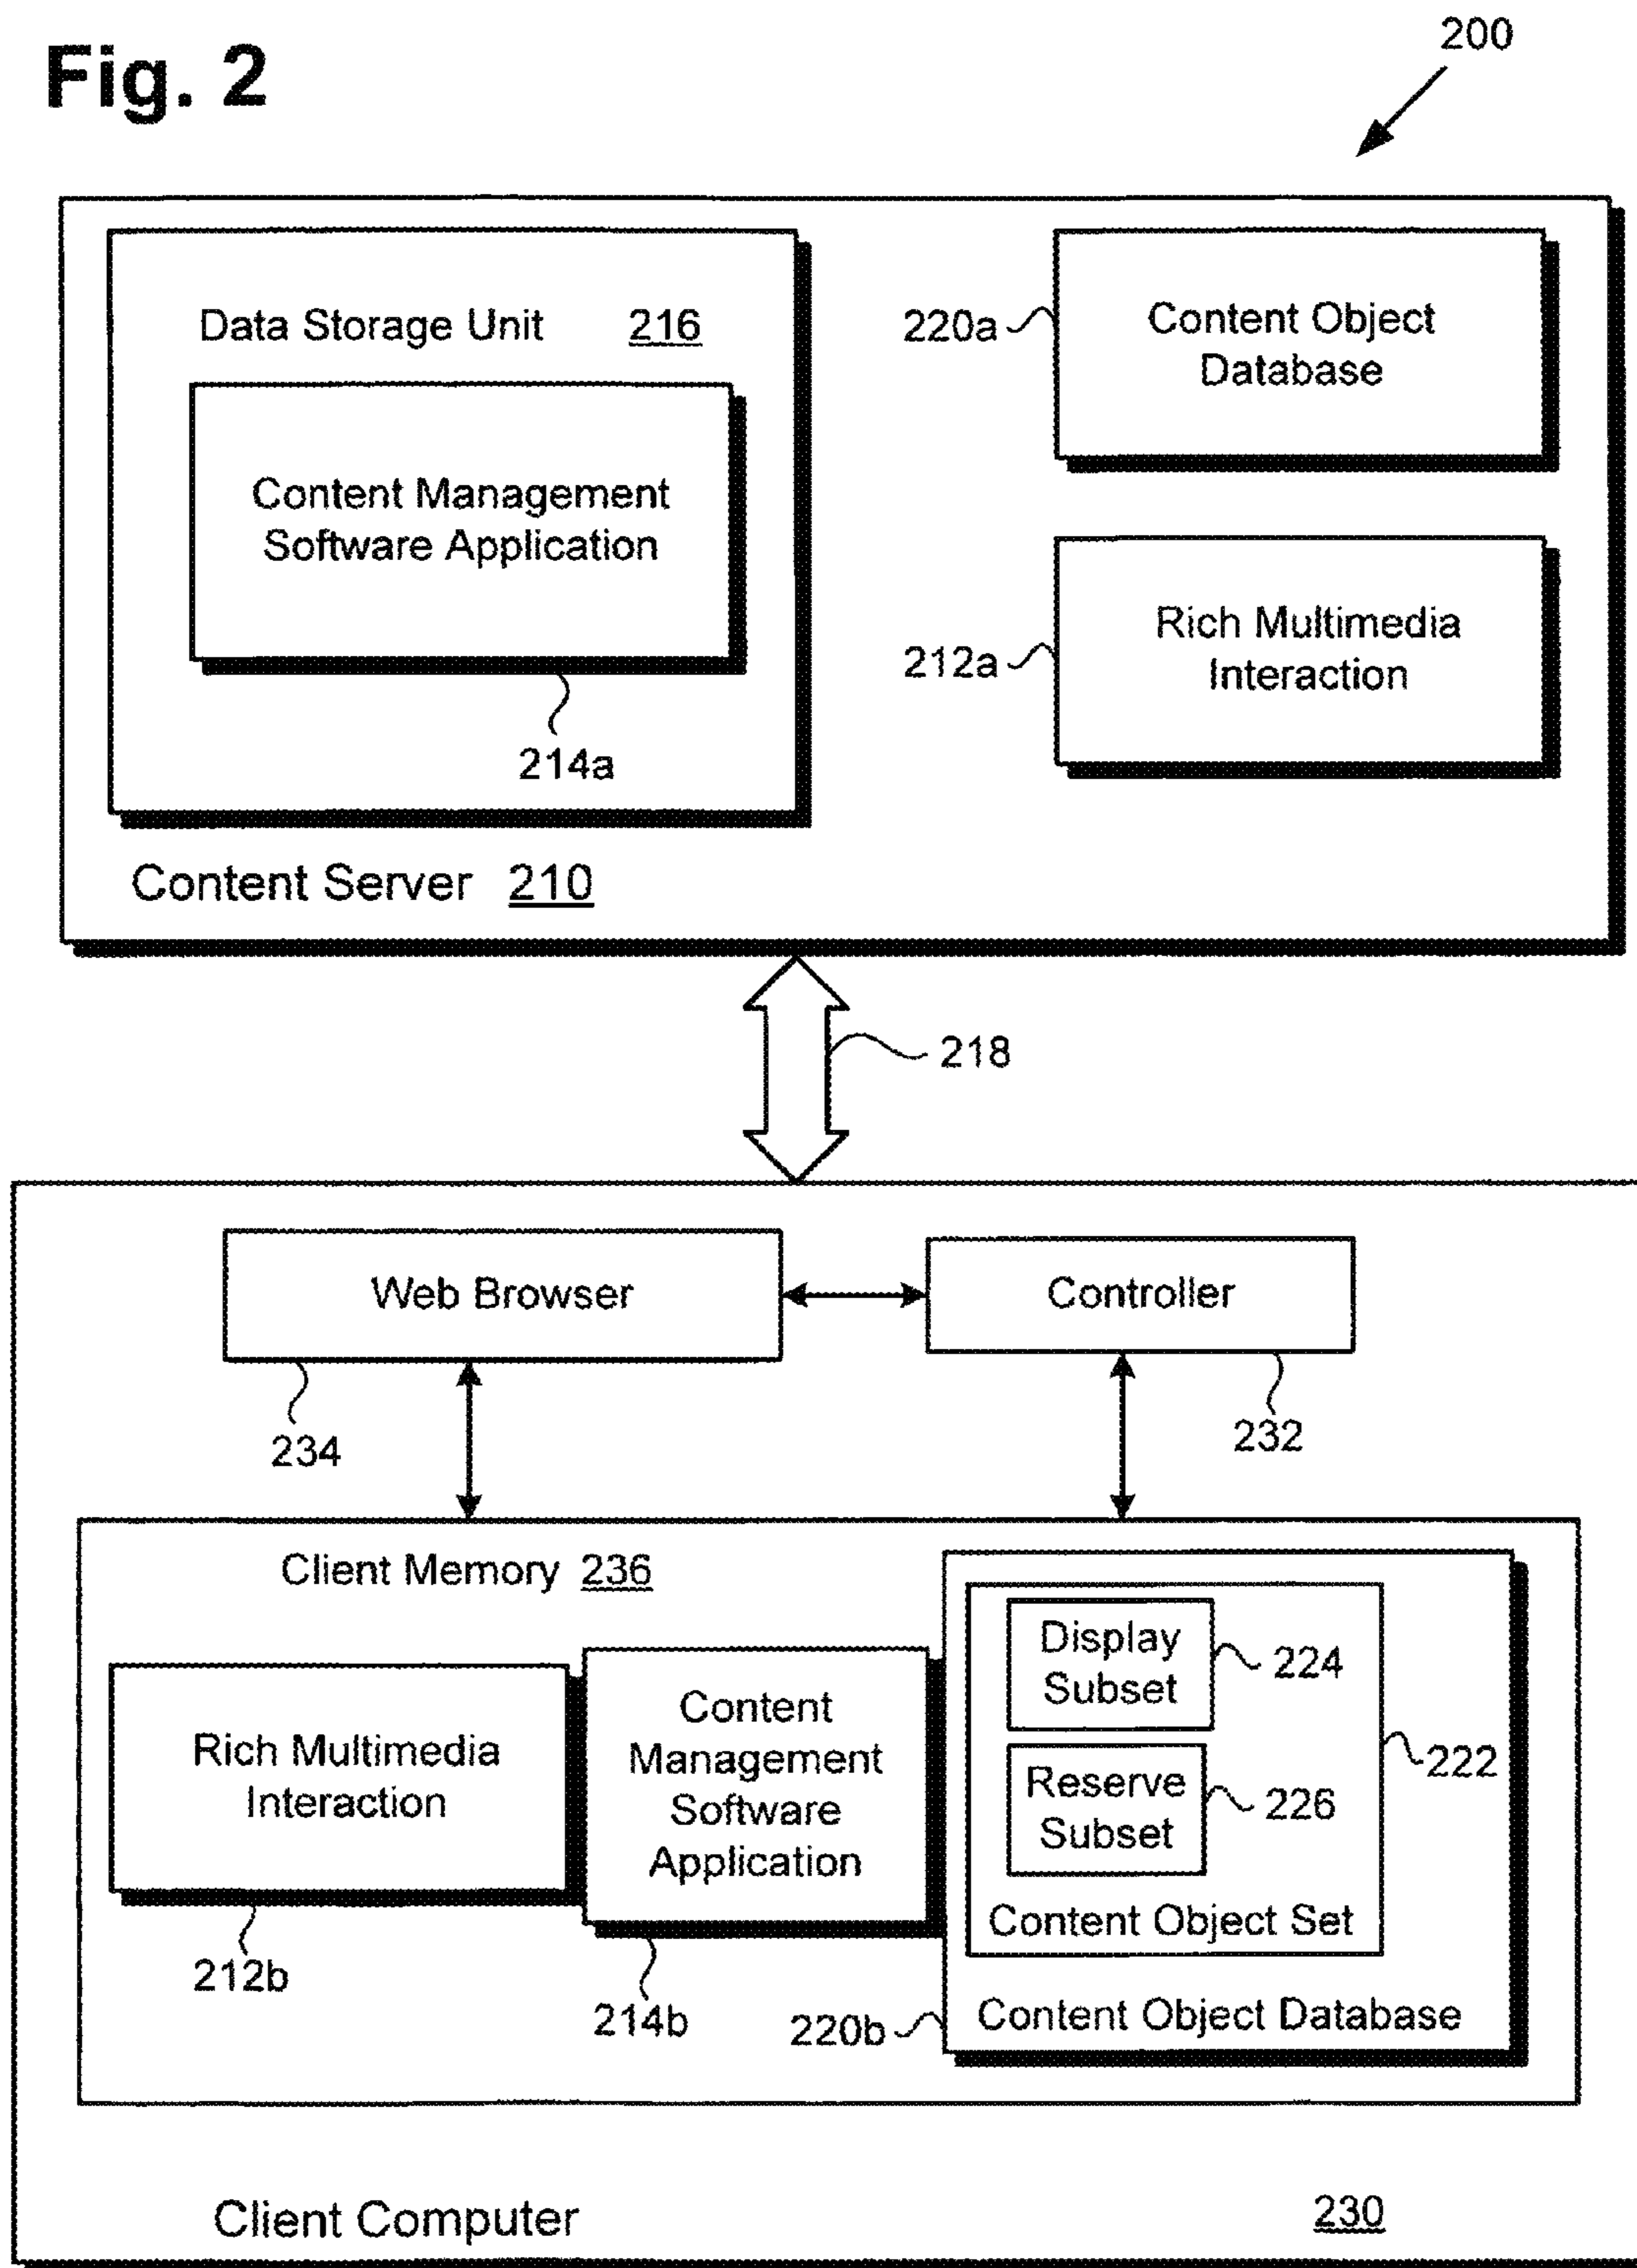 Fig. 2
200
Data Storage Unit 216
Content Management
Software Application
214a
220a
Content Object
Database
212a
Rich Multimedia
Interaction
Content Server 210
218
Web Browser
Controller
234
232
Client Memory 236
Rich Multimedia
Interaction
212b
Content
Management
Software
Application
214b
Display
Subset
224
Reserve
Subset
226
222
Content Object Set
220b
Content Object Database
Client Computer
230